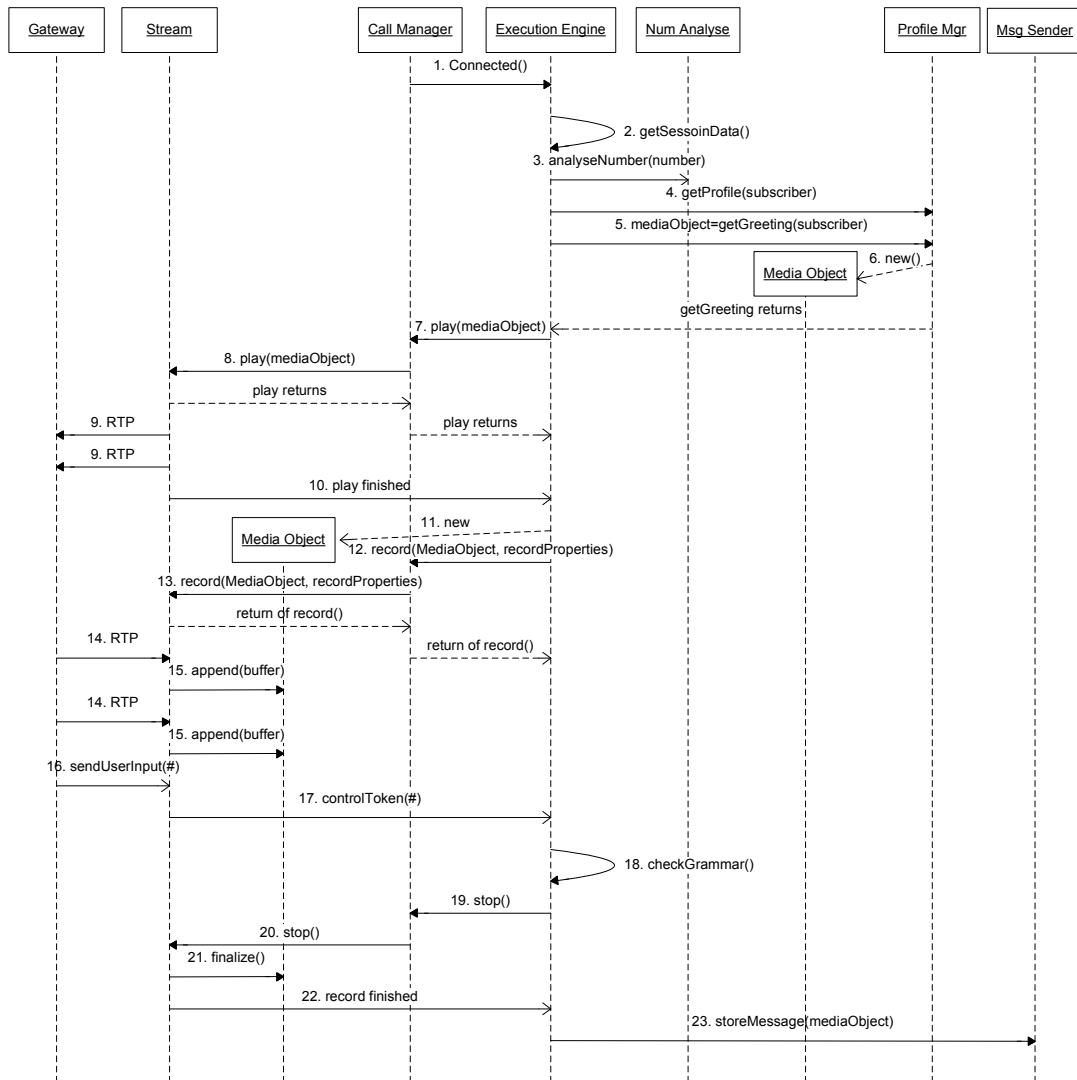 Gateway
Stream
Call Manager
Execution Engine
Num Analyse
Profile Mgr
Msg Sender
1. Connected()
2. getSessoinData()
3. analyseNumber(number)
4. getProfile(subscriber)
5. mediaObject=getGreeting(subscriber)
6. new()
Media Object
getGreeting returns
7. play(mediaObject)
8. play(mediaObject)
play returns
9. RTP
play returns
9. RTP
10. play finished
11. new
Media Object
12. record(MediaObject, recordProperties)
13. record(MediaObject, recordProperties)
return of record()
14. RTP
return of record()
15. append(buffer)
14. RTP
15. append(buffer)
16. sendUserInput(#)
17. controlToken(#)
18. checkGrammar()
19. stop()
20. stop()
21. finalize()
22. record finished
23. storeMessage(mediaObject)